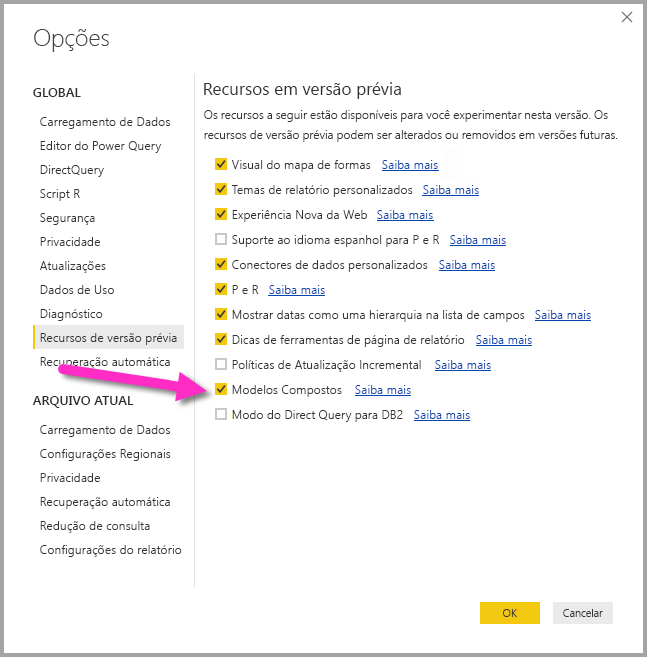 Opções
GLOBAL
Carregamento de Dados
Editor do Power Query
DirectQuery
Script R
Segurança
Privacidade
Atualizações
Dados de Uso
Diagnóstico
Recursos de versão prévia
Recuperação automática
ARQUIVO ATUAL
Carregamento de Dados
Configurações Regionais
Privacidade
Recuperação automática
Redução de consulta
Configurações do relatório
Recursos em versão prévia
Os recursos a seguir estão disponíveis para você experimentar nesta versão. Os
recursos de versão prévia podem ser alterados ou removidos em versões futuras.
Visual do mapa de formas Saiba mais
Temas de relatório personalizados Saiba mais
Experiência Nova da Web Saiba mais
Suporte ao idioma espanhol para P e R Saiba mais
Conectores de dados personalizados Saiba mais
P e R Saiba mais
Mostrar datas como uma hierarquia na lista de campos Saiba mais
Dicas de ferramentas de página de relatório Saiba mais
Políticas de Atualização Incremental Saiba mais
Modelos Compostos Saiba mais
Modo do Direct Query para DB2 Saiba mais
OK Cancelar